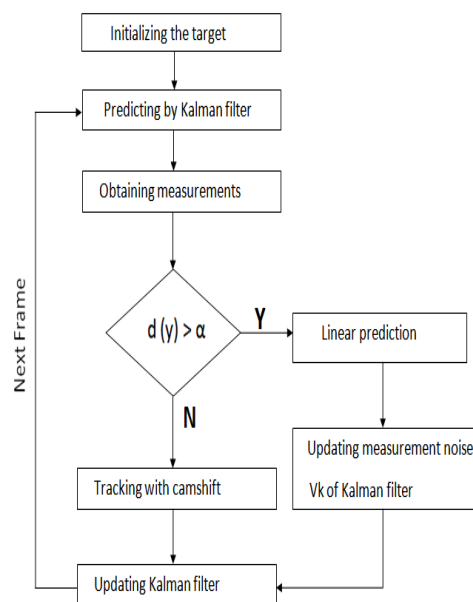 Initializing the target
Predicting by Kalman filter
Obtaining measurements
d (y) > α
Y
Linear prediction
N
Updating measurement noise
Vk of Kalman filter
Tracking with camshift
Updating Kalman filter
Next Frame